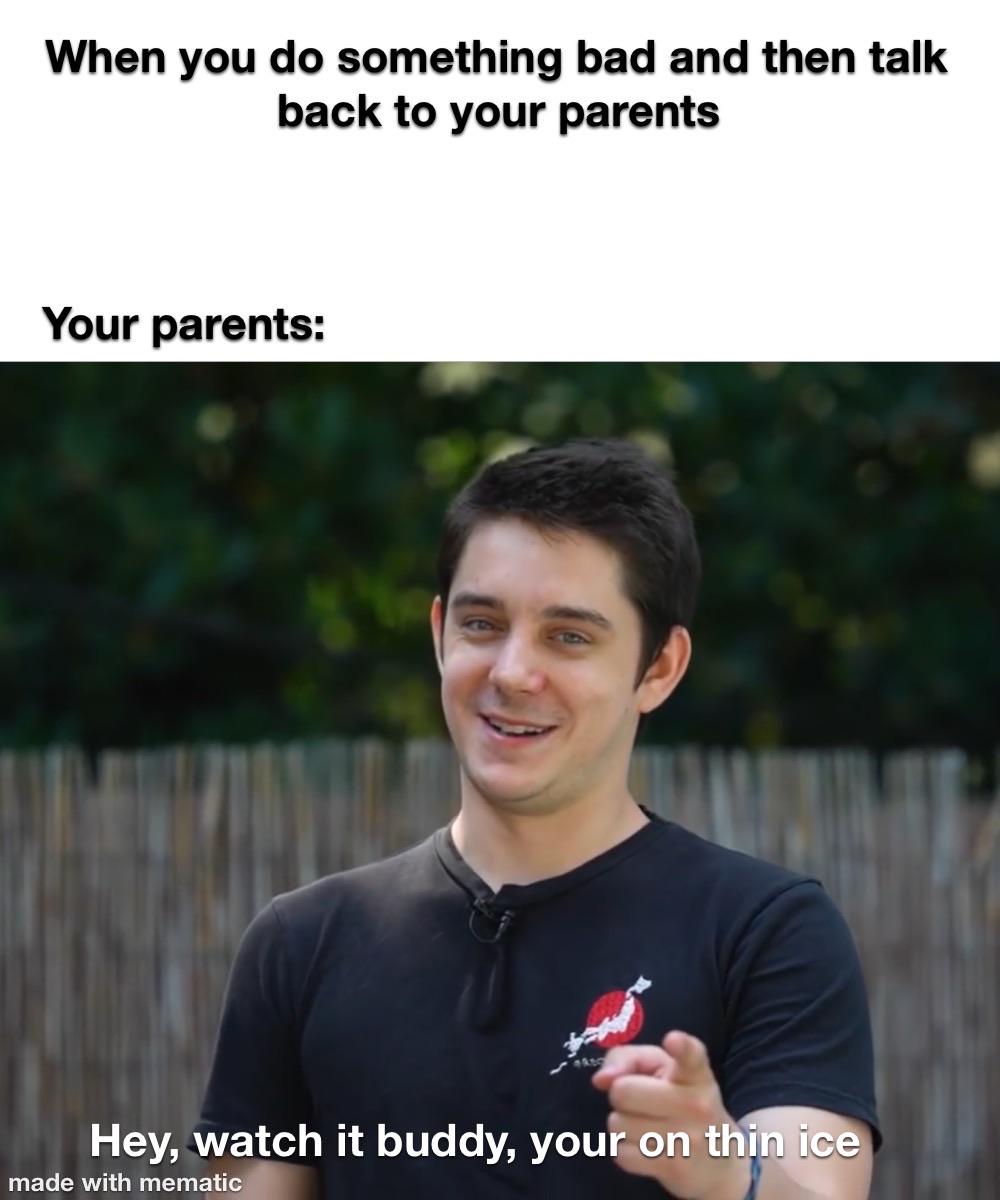 When you do something bad and then talk
back to your parents
Your parents:
Hey, watch it buddy, your on thin ice
made with mematic